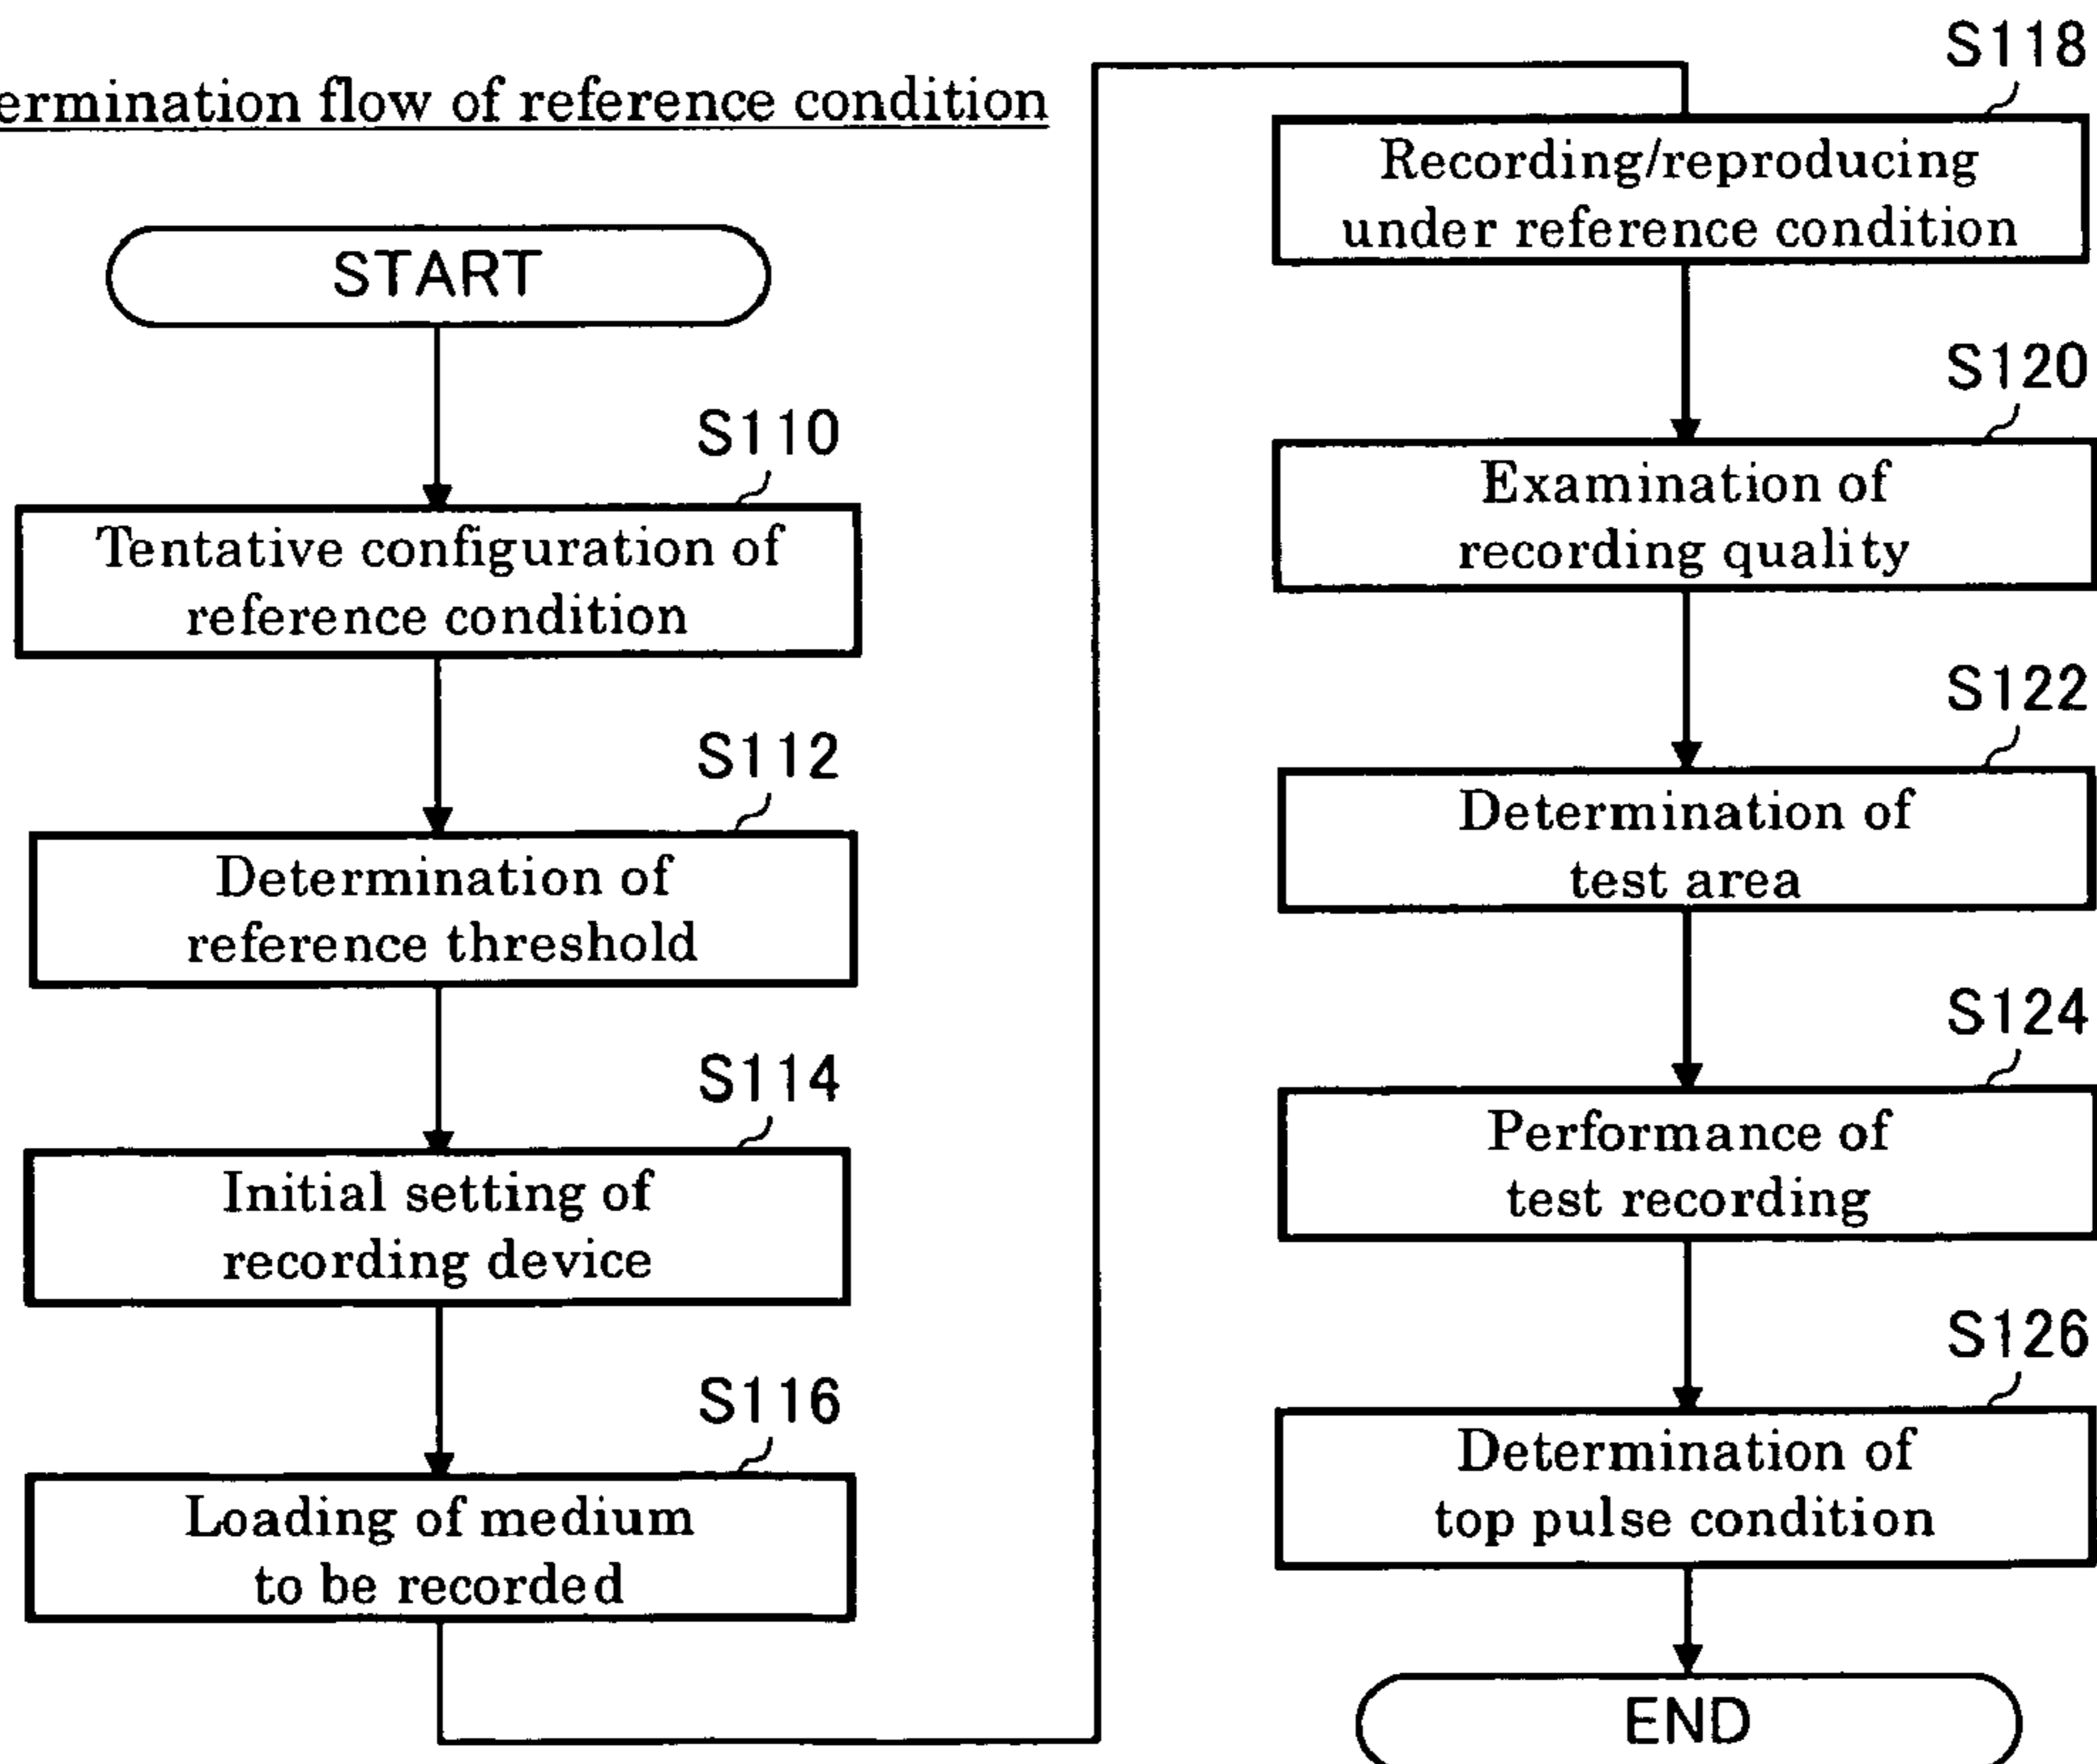 ermination flow of reference condition
START
S110
Tentative configuration of
reference condition
S112
Determination of
reference threshold
S114
Initial setting of
recording device
S116
Loading of medium
to be recorded
S118
Recording/reproducing
under reference condition
S120
Examination of
recording quality
S122
Determination of
test area
S124
Performance of
test recording
S126
Determination of
top pulse condition
END